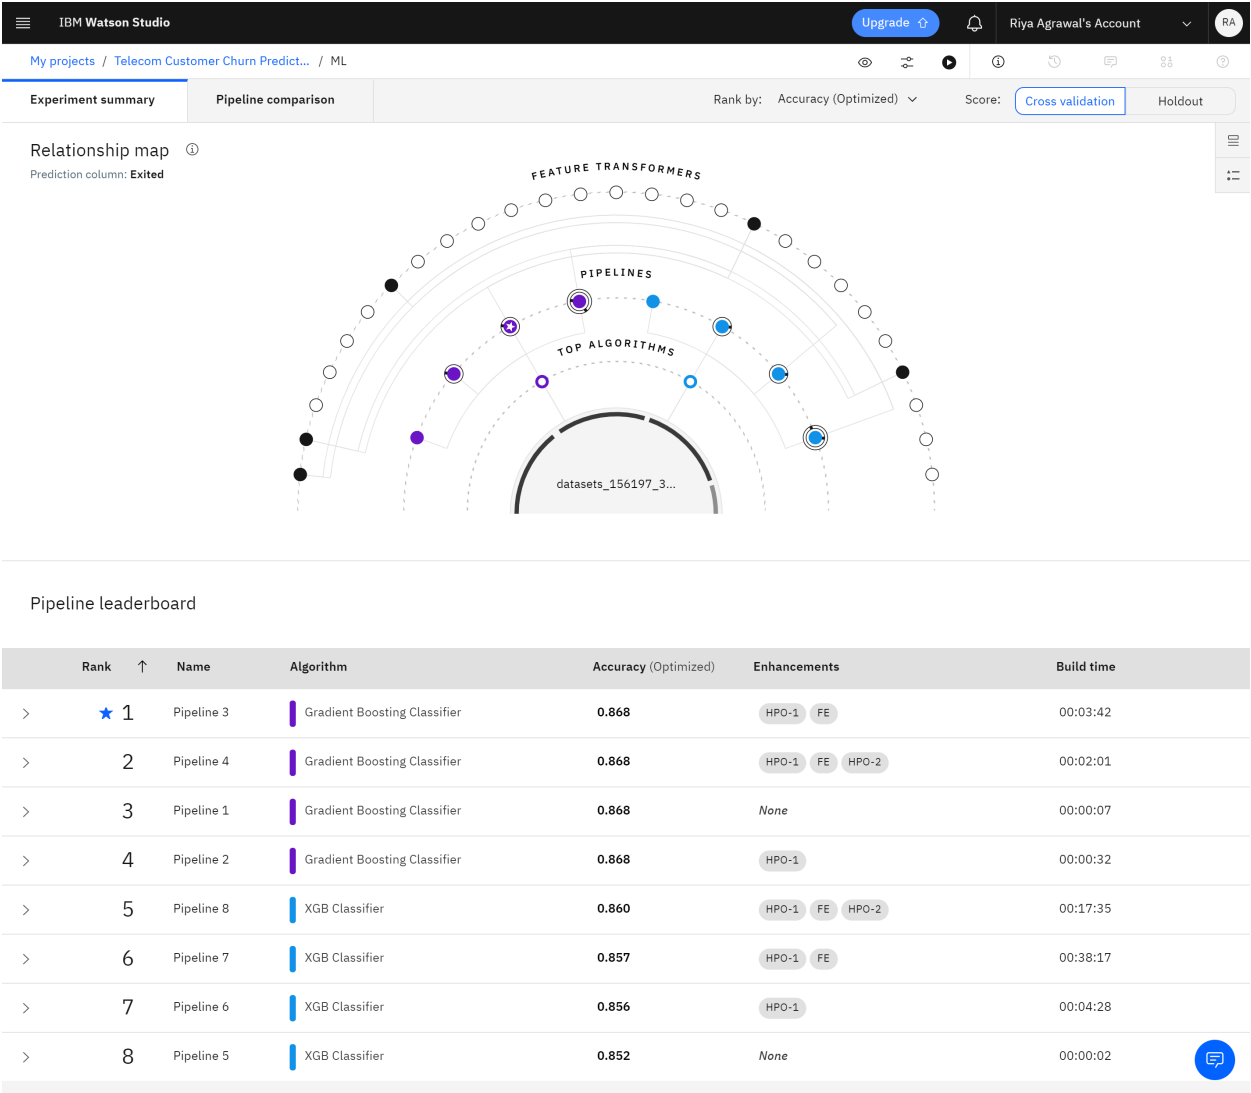 IBM Watson Studio
Upgrade
Riya Agrawal's Account
RA
My projects / Telecom Customer Churn Predict... / ML
Experiment summary
Pipeline comparison
Rank by: Accuracy (Optimized)
Score: Cross validation Holdout
Relationship map
Prediction column: Exited
FEATURE TRANSFORMERS
PIPELINES
TOP ALGORITHMS
datasets_156197_3...
Pipeline leaderboard
Rank Name Algorithm Accuracy (Optimized) Enhancements Build time
1 Pipeline 3 Gradient Boosting Classifier 0.868 HPO-1 FE 00:03:42
2 Pipeline 4 Gradient Boosting Classifier 0.868 HPO-1 FE HPO-2 00:02:01
3 Pipeline 1 Gradient Boosting Classifier 0.868 None 00:00:07
4 Pipeline 2 Gradient Boosting Classifier 0.868 HPO-1 00:00:32
5 Pipeline 8 XGB Classifier 0.860 HPO-1 FE HPO-2 00:17:35
6 Pipeline 7 XGB Classifier 0.857 HPO-1 FE 00:38:17
7 Pipeline 6 XGB Classifier 0.856 HPO-1 00:04:28
8 Pipeline 5 XGB Classifier 0.852 None 00:00:02